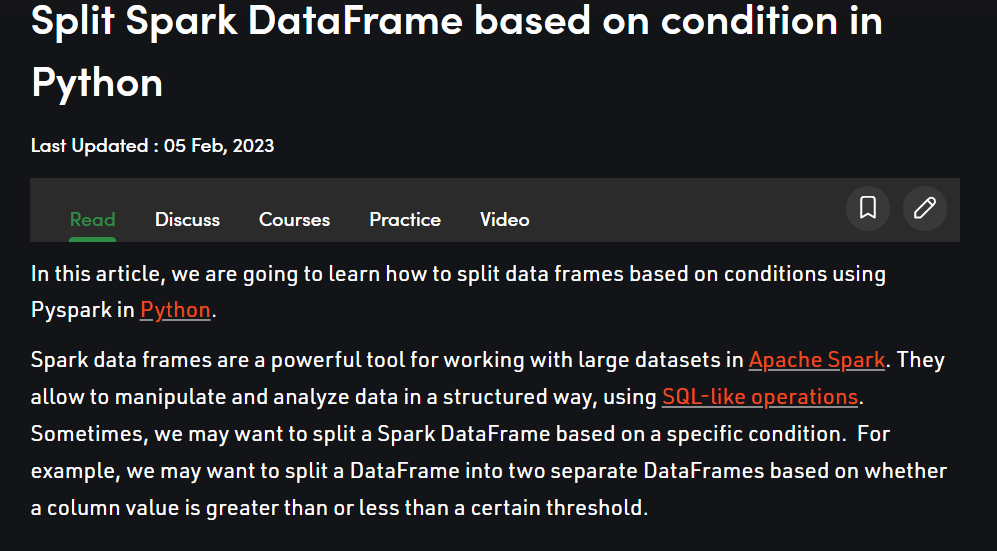 Split Spark DataFrame based on condition in
Python
Last Updated : 05 Feb, 2023
Read Discuss Courses Practice Video
In this article, we are going to learn how to split data frames based on conditions using
Pyspark in Python.
Spark data frames are a powerful tool for working with large datasets in Apache Spark. They
allow to manipulate and analyze data in a structured way, using SQL-like operations.
Sometimes, we may want to split a Spark DataFrame based on a specific condition.  For
example, we may want to split a DataFrame into two separate DataFrames based on whether
a column value is greater than or less than a certain threshold.